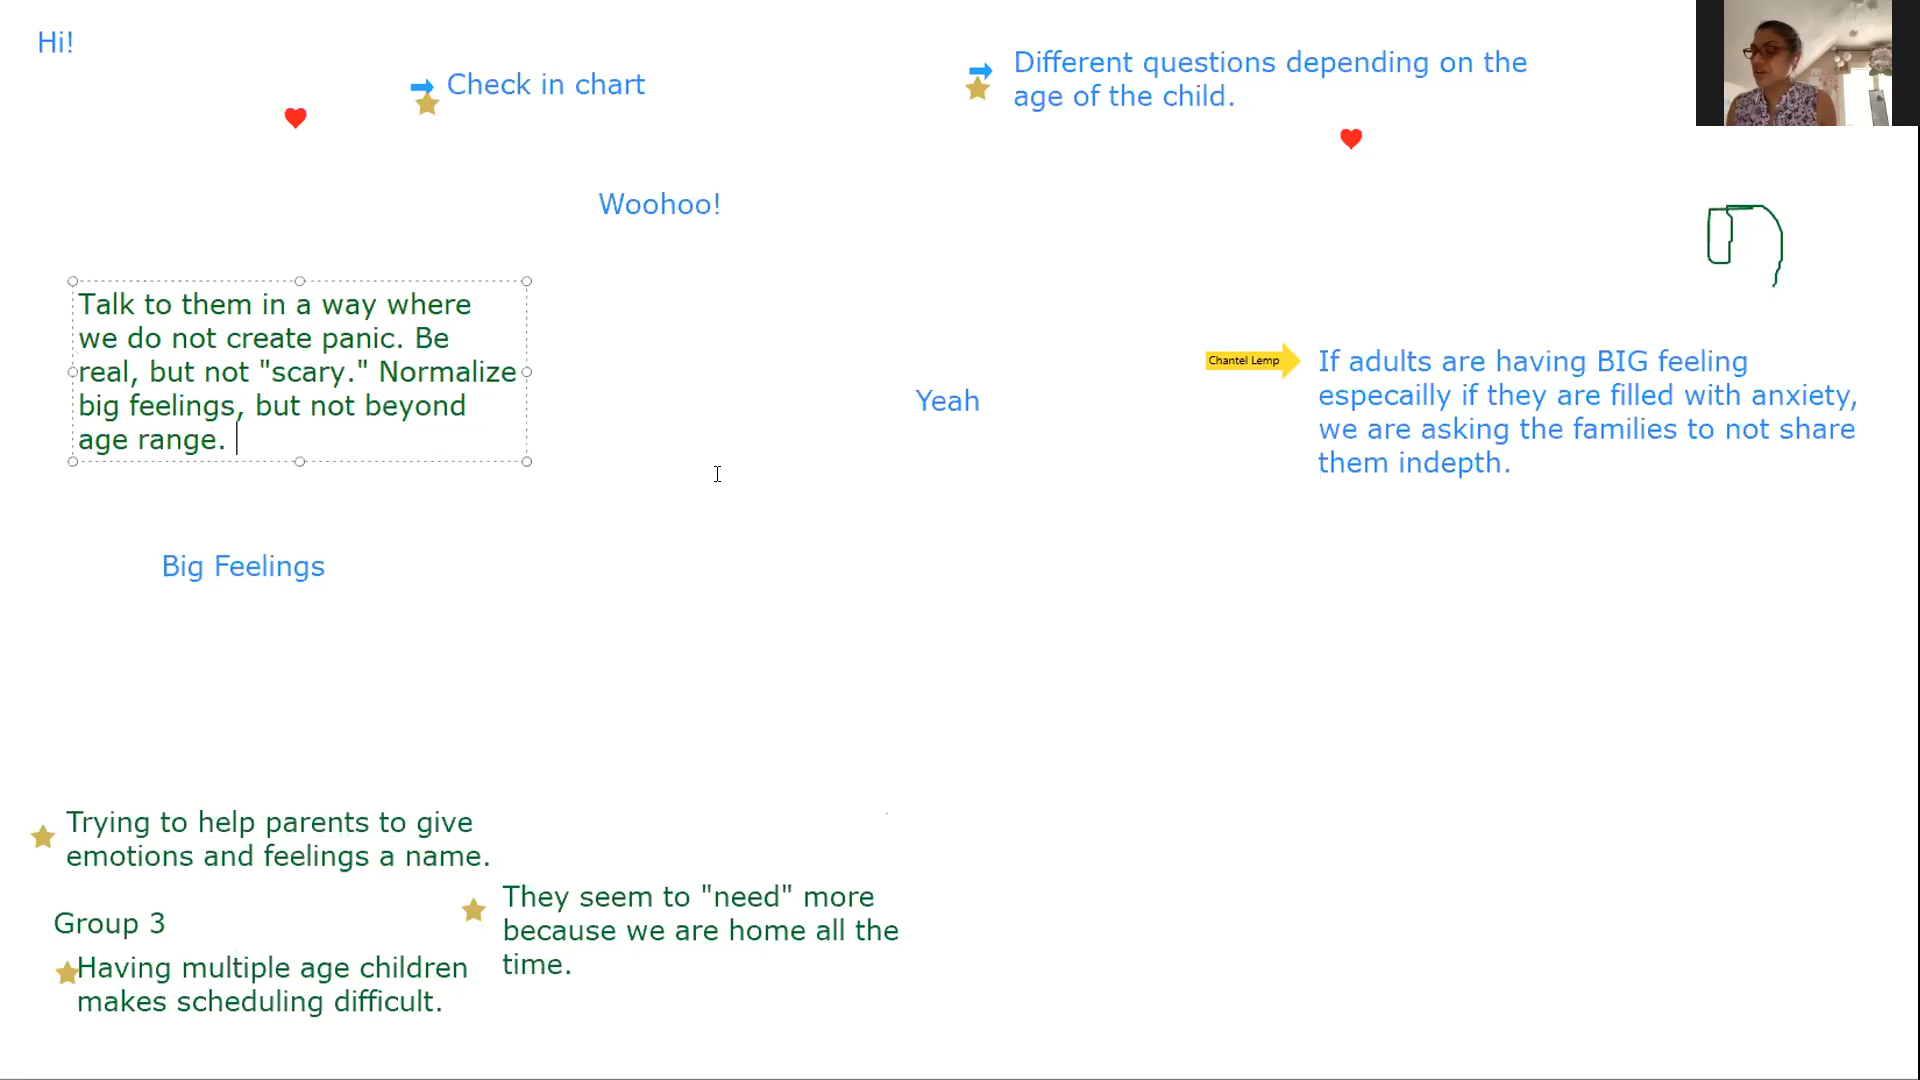 Hi!
Check in chart
Different questions depending on the
age of the child.
Woohoo!
Talk to them in a way where
we do not create panic. Be
real, but not "scary." Normalize
big feelings, but not beyond
age range.
Yeah
Chantel Lemp
If adults are having BIG feeling
especailly if they are filled with anxiety,
we are asking the families to not share
them indepth.
Big Feelings
Trying to help parents to give
emotions and feelings a name.
They seem to "need" more
because we are home all the
time.
Group 3
Having multiple age children
makes scheduling difficult.